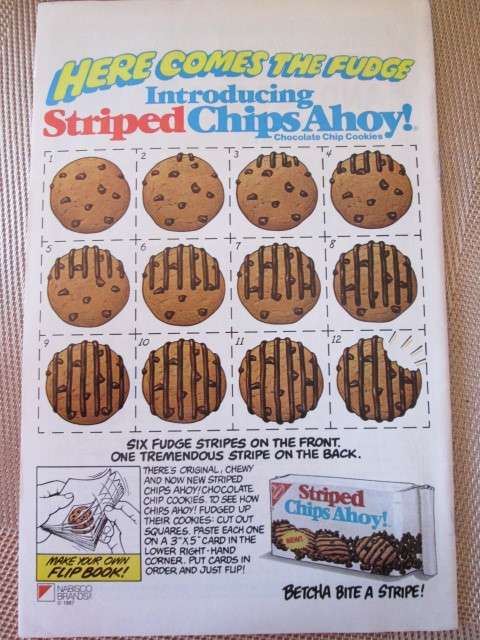 HERE COMES THE FUDGE
Introducing
Striped Chips Ahoy!®
Chocolate Chip Cookies
1
2
3
4
5
6
7
8
9
10
11
12
SIX FUDGE STRIPES ON THE FRONT.
ONE TREMENDOUS STRIPE ON THE BACK.
THERE'S ORIGINAL, CHEWY
AND NOW NEW STRIPED
CHIPS AHOY! CHOCOLATE
CHIP COOKIES. TO SEE HOW
CHIPS AHOY! FUDGED UP
THEIR COOKIES: CUT OUT
SQUARES. PASTE EACH ONE
ON A 3"X5" CARD IN THE
LOWER RIGHT-HAND
CORNER. PUT CARDS IN
ORDER AND JUST FLIP!
MAKE YOUR OWN
FLIP BOOK!
NABISCO
BRANDS!
© 1987
Striped
Chips Ahoy!
NEW!
BETCHA BITE A STRIPE!